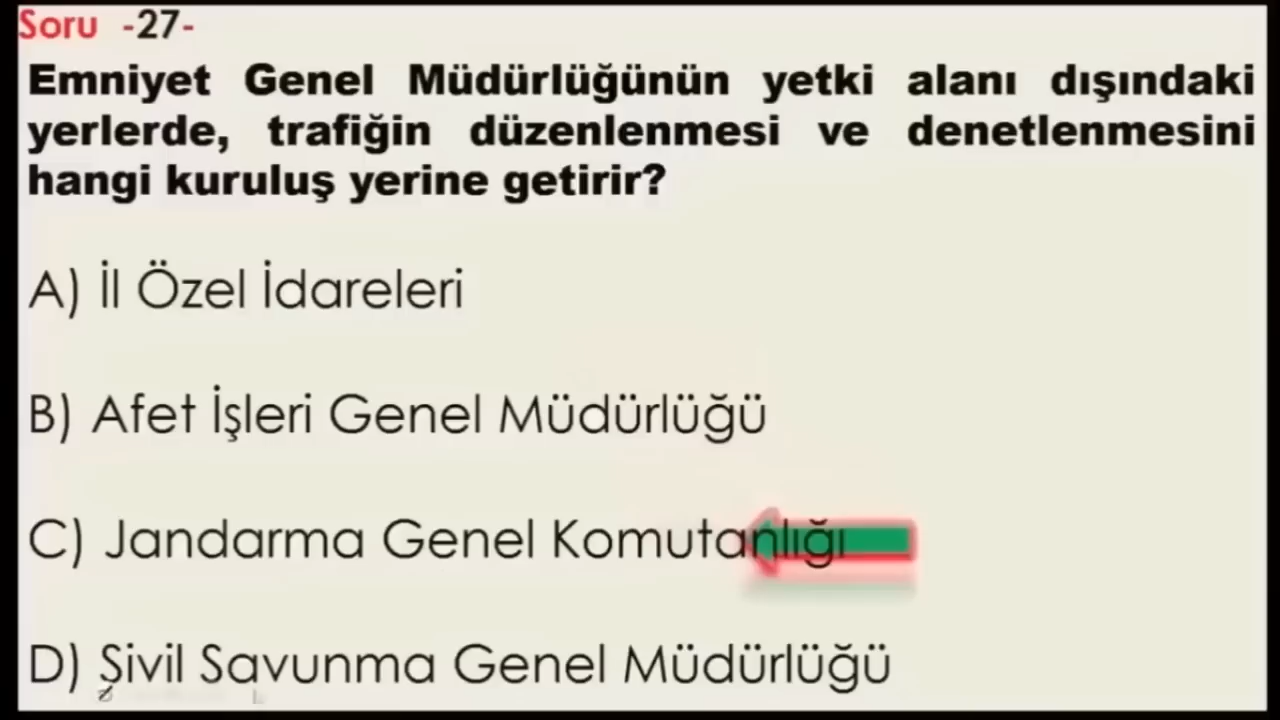 Soru -27-
Emniyet Genel Müdürlüğünün yetki alanı dışındaki
yerlerde, trafiğin düzenlenmesi ve denetlenmesini
hangi kuruluş yerine getirir?
A) İl Özel İdareleri
B) Afet İşleri Genel Müdürlüğü
C) Jandarma Genel Komutanlığı
D) Sivil Savunma Genel Müdürlüğü